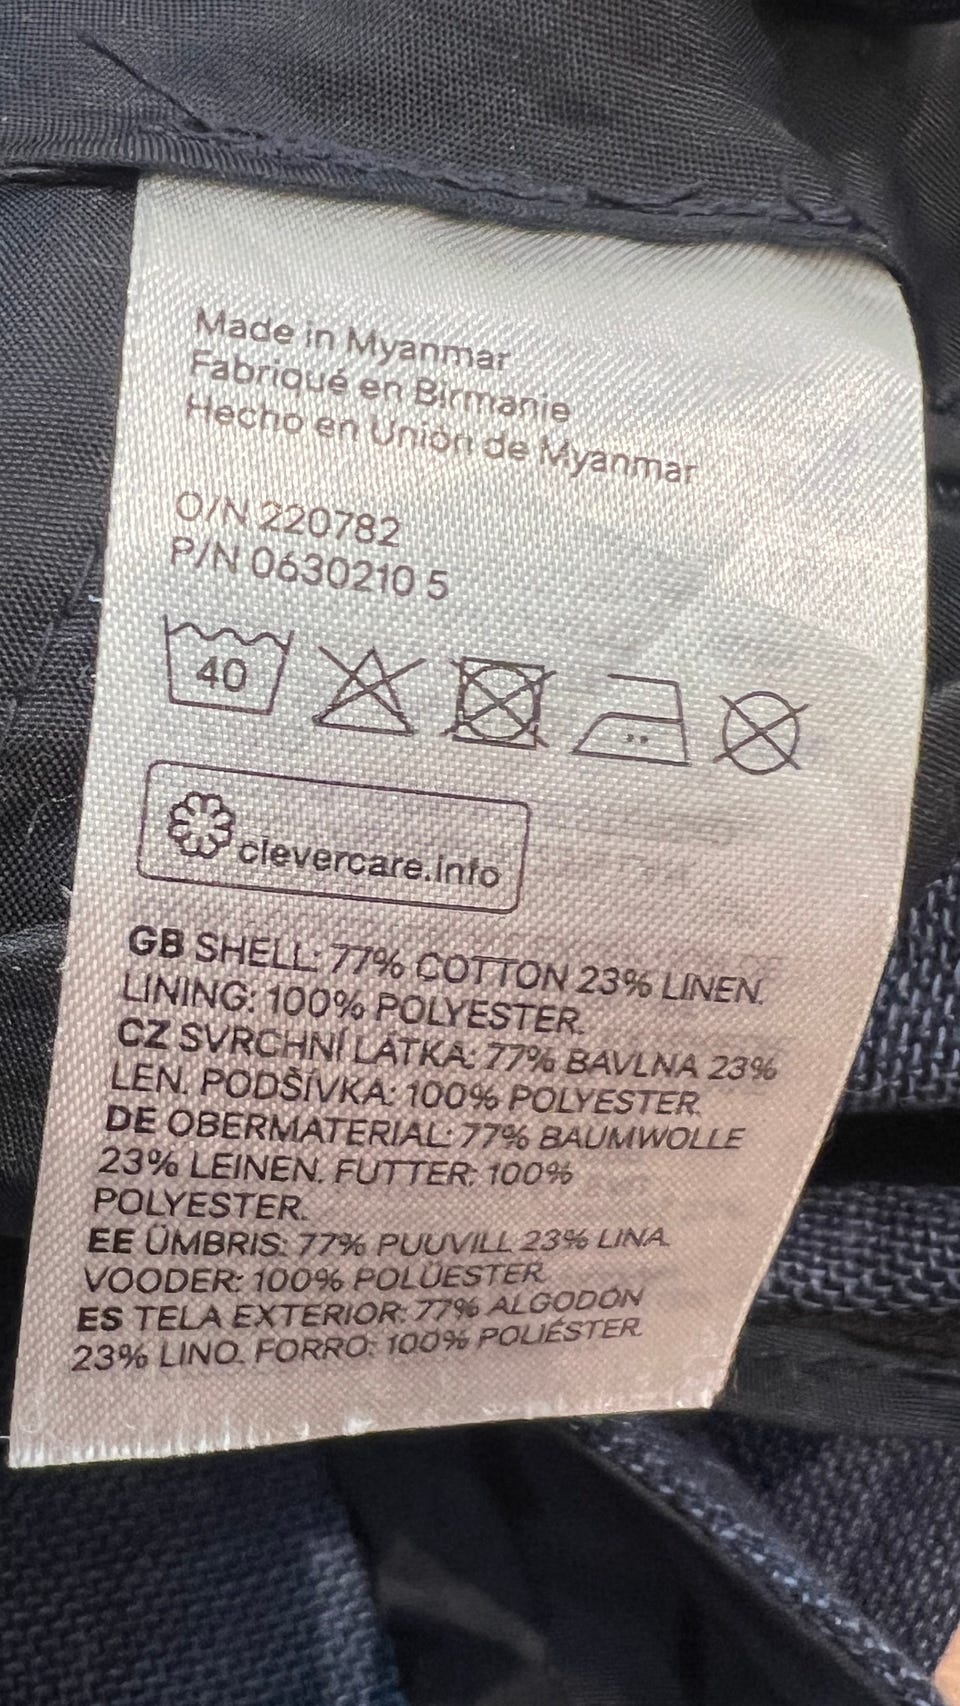 Made in Myanmar
Fabriqué en Birmanie
Hecho en Unión de Myanmar
O/N 220782
P/N 0630210 5
40
clevercare.info
GB SHELL: 77% COTTON 23% LINEN.
LINING: 100% POLYESTER.
CZ SVRCHNÍ LÁTKA: 77% BAVLNA 23%
LEN. PODŠÍVKA: 100% POLYESTER.
DE OBERMATERIAL: 77% BAUMWOLLE
23% LEINEN. FUTTER: 100%
POLYESTER.
EE ÜMBRIS: 77% PUUVILL 23% LINA.
VOODER: 100% POLÜESTER.
ES TELA EXTERIOR: 77% ALGODÓN
23% LINO. FORRO: 100% POLIÉSTER.